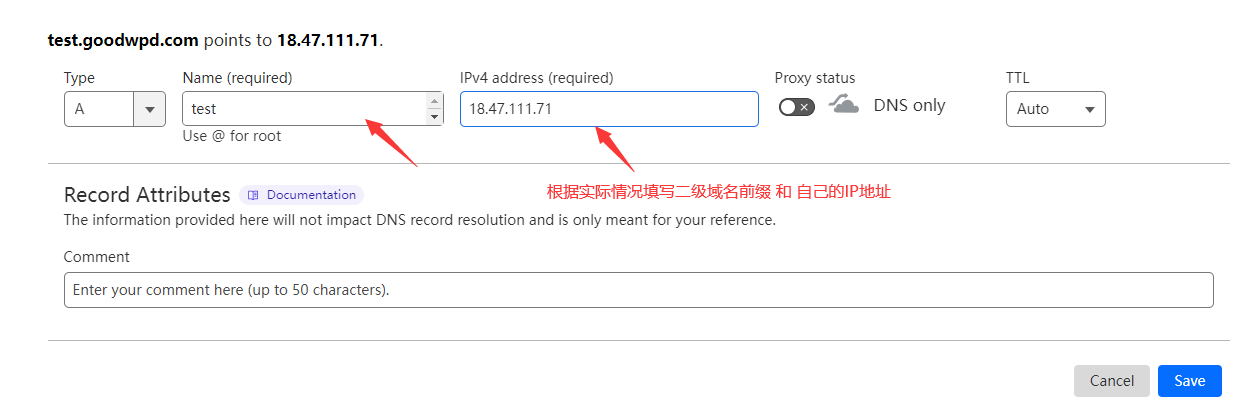 test.goodwpd.com points to 18.47.111.71.
Type Name (required) IPv4 address (required) Proxy status TTL
A test 18.47.111.71 DNS only Auto
Use @ for root
根据实际情况填写二级域名前缀 和 自己的IP地址
Record Attributes Documentation
The information provided here will not impact DNS record resolution and is only meant for your reference.
Comment
Enter your comment here (up to 50 characters).
Cancel Save